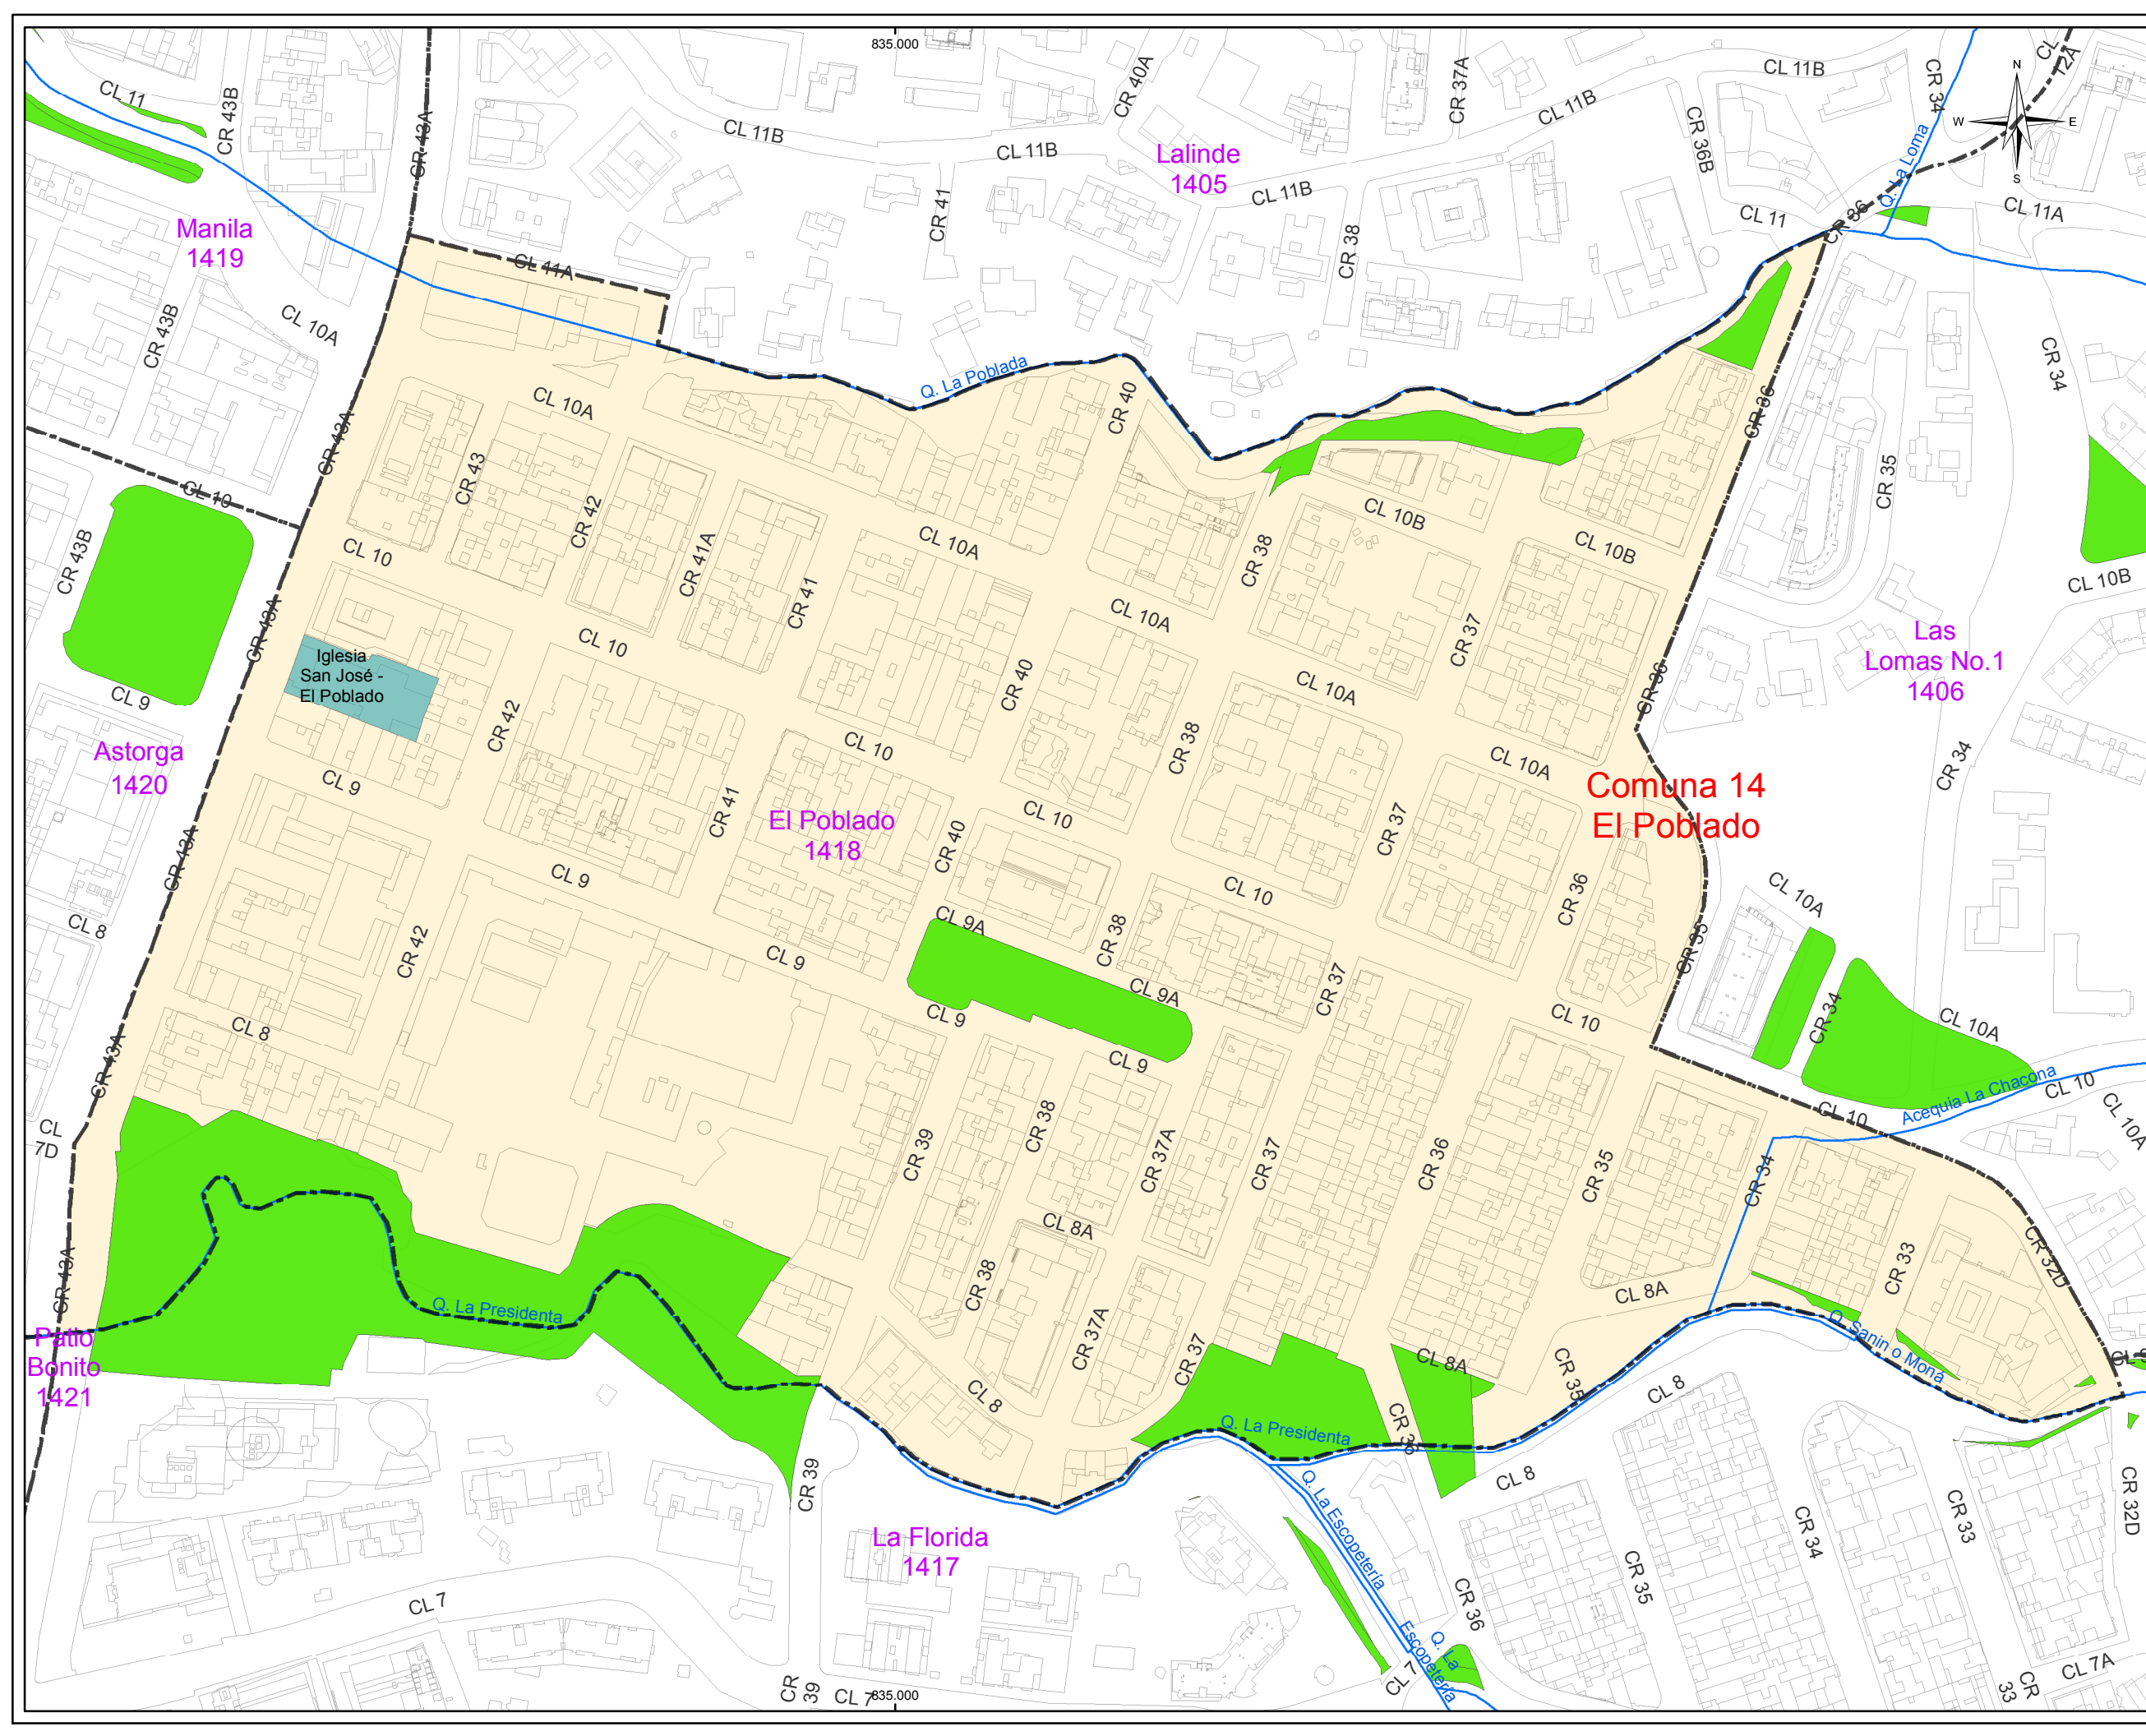 835.000
CL 11
CR 43B
CR 43A
CL 11B
CR 40A
CL 11B
CR 37A
CL 11B
CL 11B
CR 34
CL
12A
N
W
E
S
Lalinde
1405
CL 11B
CR 36B
CL 11
CR 36
Q. La Loma
CL 11A
Manila
1419
CR 41
CR 38
CL 11A
CR 43B
CL 10A
CR 34
Q. La Poblada
CR 40
CL 10A
CR 43A
CR 36
CL 10
CR 43
CR 42
CR 35
CL 10B
CL 10B
CL 10B
CR 43B
CL 10
CR 41A
CR 41
CL 10A
CR 38
CL 10A
CR 37
CR 43A
CL 10
Iglesia
San José -
El Poblado
Las
Lomas No.1
1406
CR 40
CL 10A
CR 36
CL 9
CR 42
CL 10
CR 38
CL 10A
CR 34
Astorga
1420
CL 9
CR 41
El Poblado
1418
CL 10
CR 40
CR 37
Comuna 14
El Poblado
CR 43A
CL 9
CL 10
CR 36
CL 10A
CL 8
CR 42
CL 9A
CR 38
CL 9
CR 35
CL 9A
CR 37
CL 9
CL 10
CR 34
CL 10A
CL 8
CR 43A
CL 9
Acequia La Chacona
CL 10
CL 10
CL 10A
CL
7D
CR 39
CR 38
CR 37A
CR 37
CR 36
CR 35
CR 34
CL 8A
CR 33
CR 32D
CR 43A
CR 38
CL 8A
Q. La Presidenta
Q. Sanin o Mona
Patio
Bonito
1421
CR 37A
CR 37
CL 8A
CR 35
CL 8
CL 8
Q. La Presidenta
CR 36
CL 8
CR 39
Q. La Escopetería
CR 32D
La Florida
1417
CR 34
CR 33
CL 7
CR 36
CR 35
Q. La
Escopetería
CL 7
CR
39
CL 7
835.000
CR
33
CL 7A